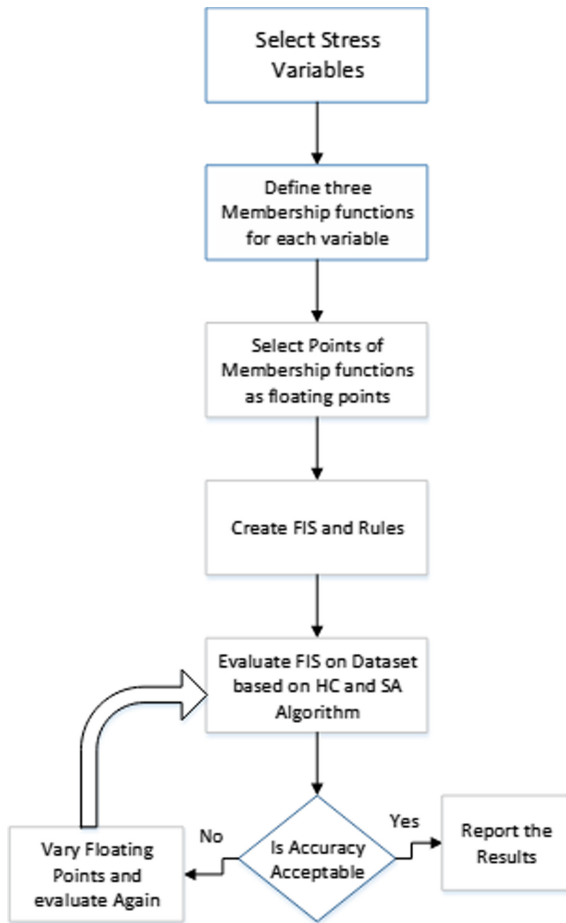 Select Stress
Variables
Define three
Membership functions
for each variable
Select Points of
Membership functions
as floating points
Create FIS and Rules
Evaluate FIS on Dataset
based on HC and SA
Algorithm
Is Accuracy
Acceptable
No
Yes
Vary Floating
Points and
evaluate Again
Report the
Results